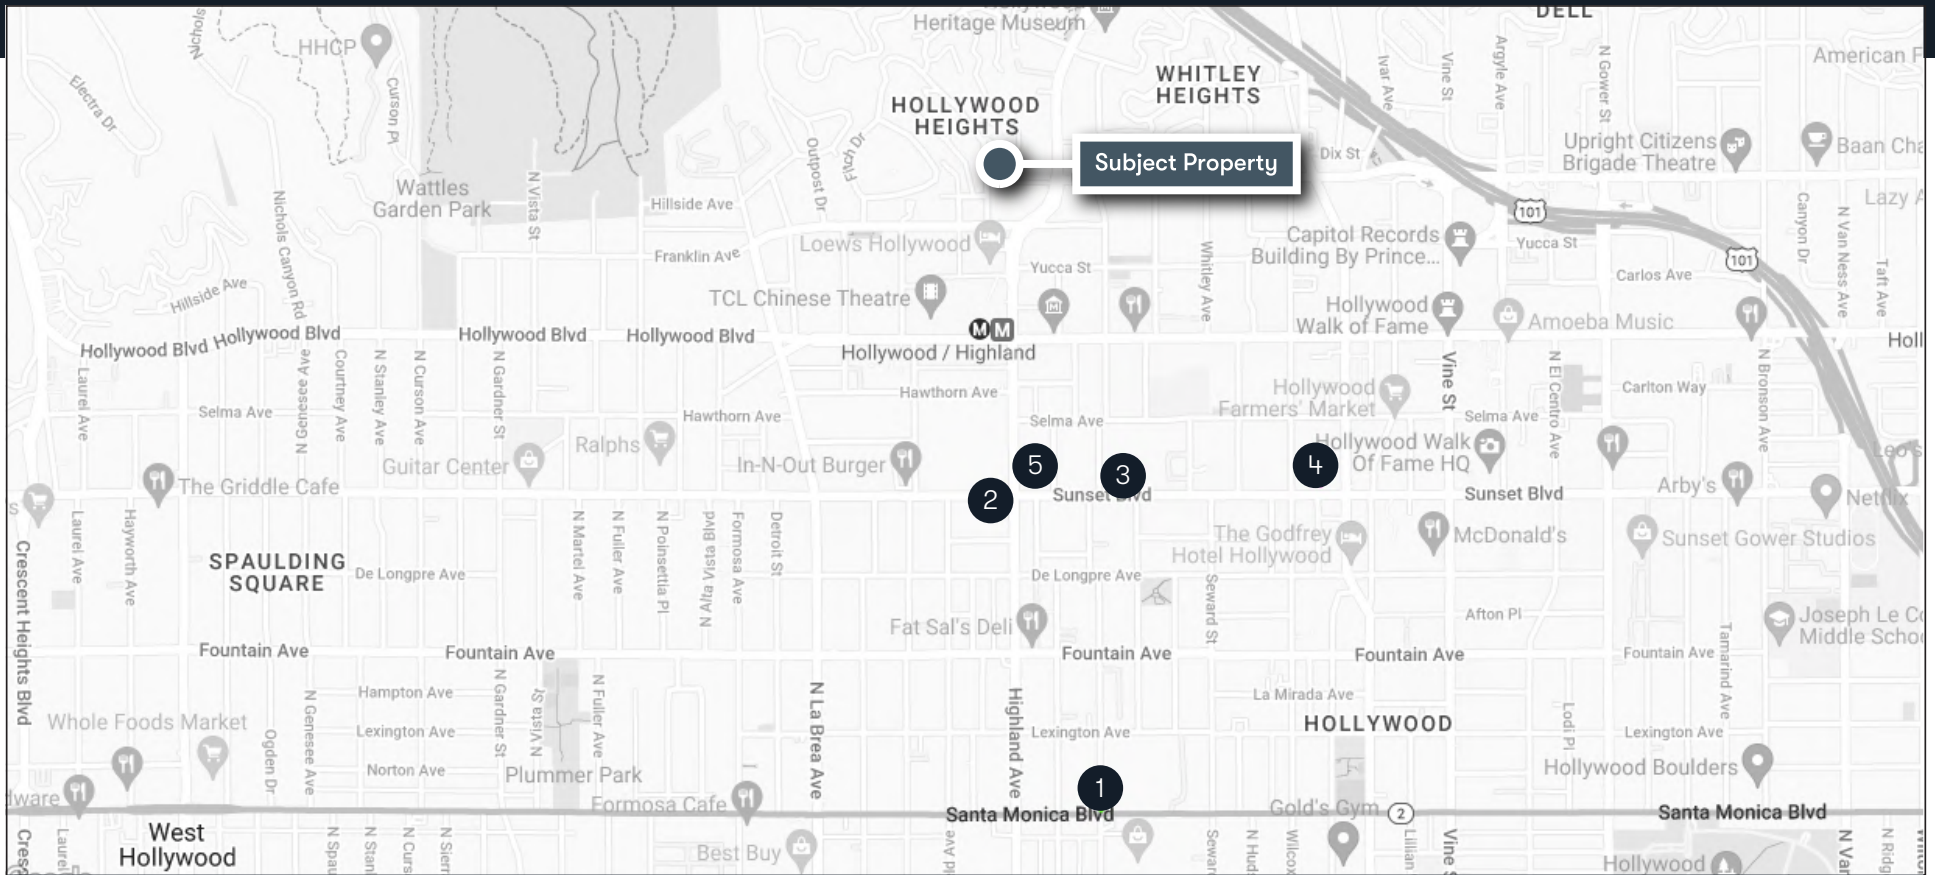 Heritage Museum
DELL
HHCP
Electra Dr
Curson Pl
WHITLEY
HEIGHTS
Ivar Ave
Vine St
Argyle Ave
N Gower St
HOLLYWOOD
HEIGHTS
Outpost Dr
Fitch Dr
Subject Property
Dix St
Upright Citizens
Brigade Theatre
Wattles
Garden Park
N Vista St
Hillside Ave
Nichols Canyon Rd
Loews Hollywood
Franklin Ave
Yucca St
Whitley Ave
Capitol Records
Building By Prince...
101
Yucca St
101
Carlos Ave
Canyon Dr
N Van Ness Ave
Taft Ave
Hillside Ave
TCL Chinese Theatre
Hollywood
Walk of Fame
Amoeba Music
Hollywood Blvd
Hollywood Blvd
Hollywood Blvd
Hollywood Blvd
M M
Hollywood / Highland
Laurel Ave
N Genesee Ave
Courtney Ave
N Stanley Ave
N Curson Ave
N Gardner St
Selma Ave
Hawthorn Ave
Hawthorn Ave
Selma Ave
Hollywood
Farmers' Market
Vine St
Selma Ave
N El Centro Ave
Carlton Way
N Bronson Ave
Guitar Center
Ralphs
In-N-Out Burger
5
3
4
2
Hollywood Walk
Of Fame HQ
Arby's
Netflix
Leo's
The Griddle Cafe
Sunset Blvd
Sunset Blvd
Crescent Heights Blvd
Laurel Ave
Hayworth Ave
SPAULDING
SQUARE
De Longpre Ave
N Martel Ave
N Fuller Ave
N Poinsettia Pl
N Alta Vista Blvd
Formosa Ave
Detroit St
The Godfrey
Hotel Hollywood
McDonald's
Sunset Gower Studios
De Longpre Ave
Seward St
Afton Pl
Fat Sal's Deli
Fountain Ave
Fountain Ave
Fountain Ave
Fountain Ave
Fountain Ave
Tamarind Ave
Hampton Ave
Lexington Ave
Norton Ave
N Genesee Ave
Ogden Dr
N Gardner St
N Vista St
N Fuller Ave
Plummer Park
N La Brea Ave
Highland Ave
Lexington Ave
La Mirada Ave
HOLLYWOOD
Lodi Pl
Lexington Ave
Hollywood Boulders
Whole Foods Market
Formosa Cafe
1
Santa Monica Blvd
Gold's Gym
2
Santa Monica Blvd
West
Hollywood
Best Buy
Vine S
Hollywood